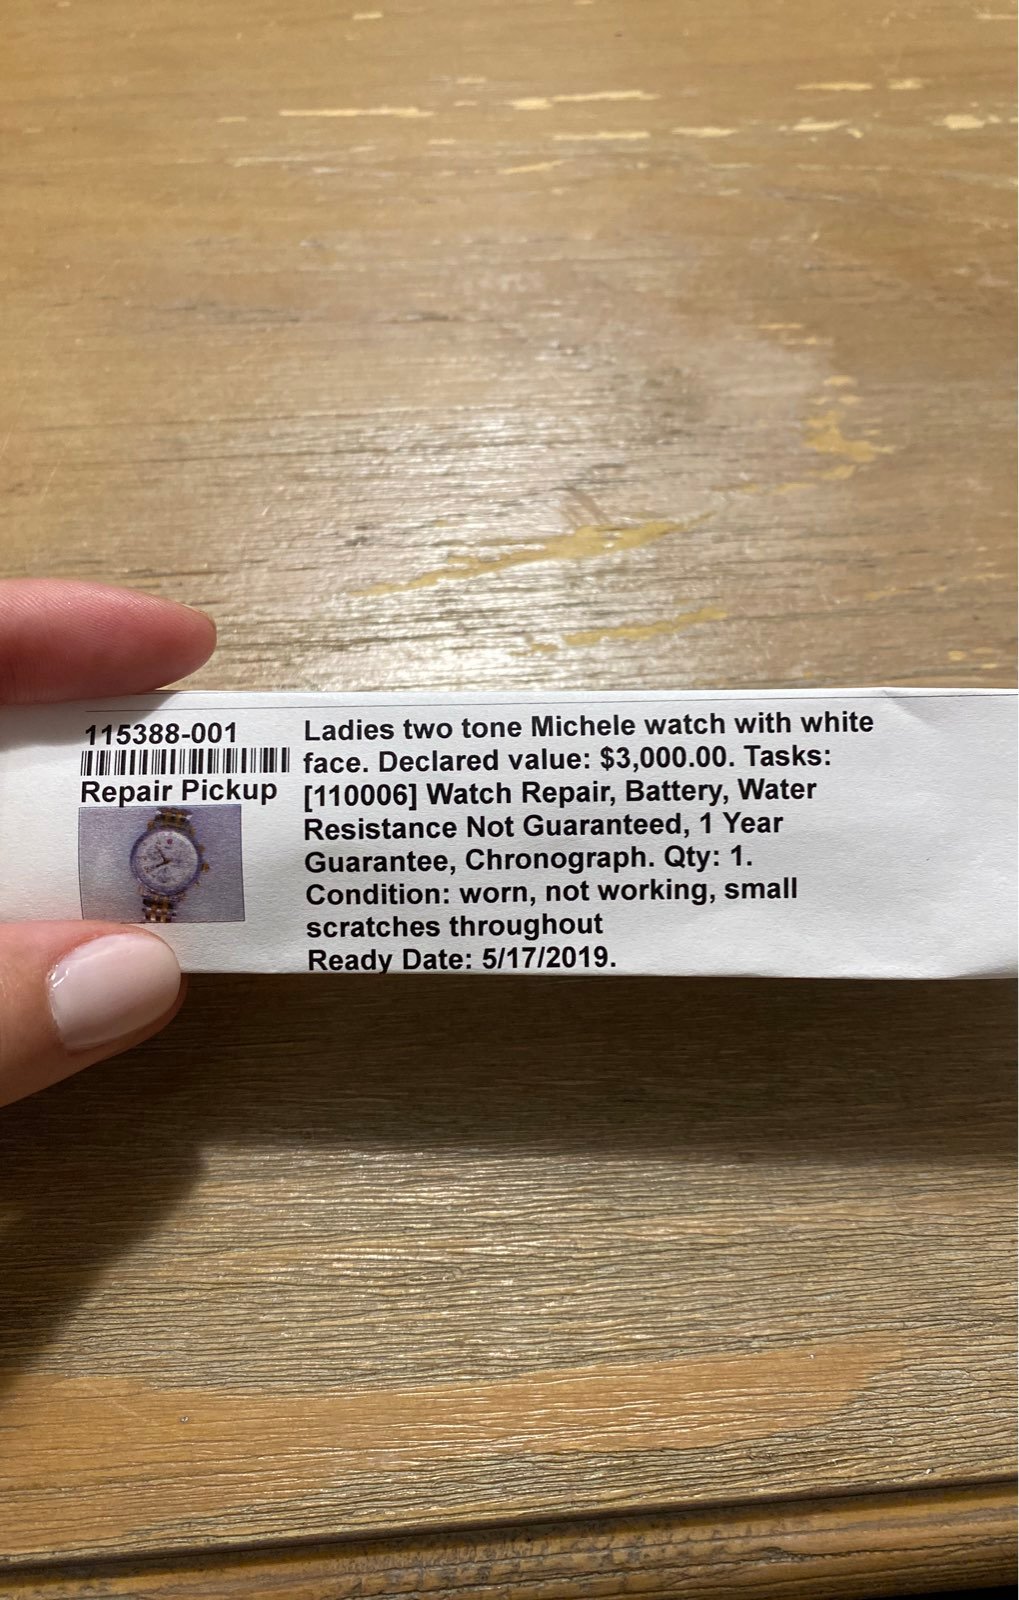 115388-001
Repair Pickup
Ladies two tone Michele watch with white
face. Declared value: $3,000.00. Tasks:
[110006] Watch Repair, Battery, Water
Resistance Not Guaranteed, 1 Year
Guarantee, Chronograph. Qty: 1.
Condition: worn, not working, small
scratches throughout
Ready Date: 5/17/2019.